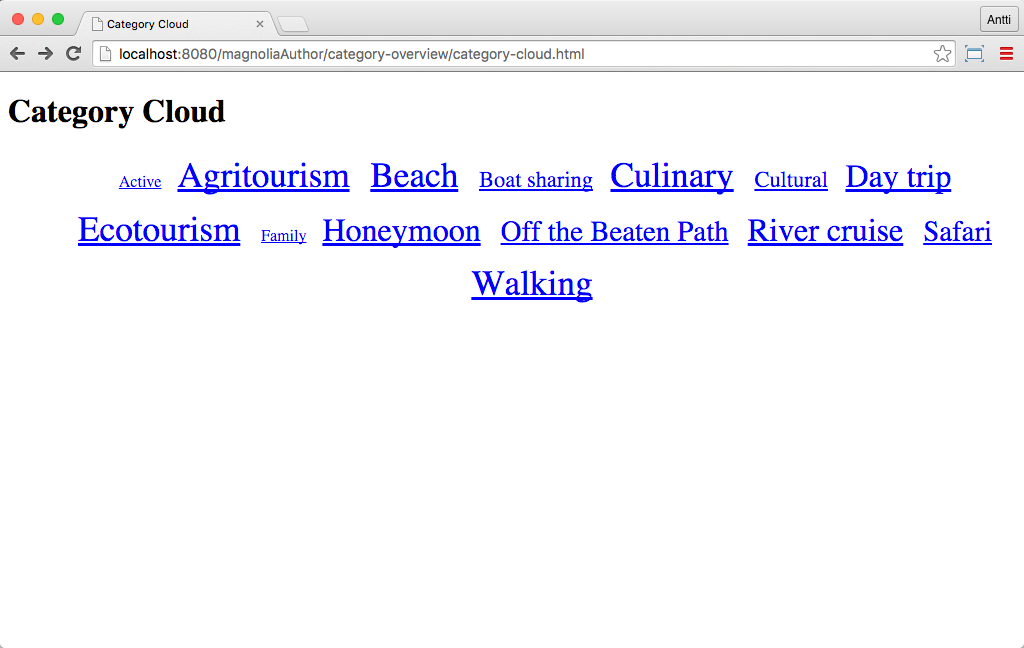 Category Cloud
Antti
localhost:8080/magnoliaAuthor/category-overview/category-cloud.html
Category Cloud
Active Agritourism Beach Boat sharing Culinary Cultural Day trip
Ecotourism Family Honeymoon Off the Beaten Path River cruise Safari
Walking